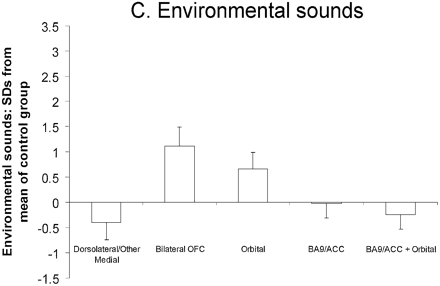 C. Environmental sounds
Environmental sounds: SDs from
mean of control group
3.5
3
2.5
2
1.5
1
0.5
0
-0.5
-1
-1.5
Dorsolateral/Other
Medial
Bilateral OFC
Orbital
BA9/ACC
BA9/ACC + Orbital